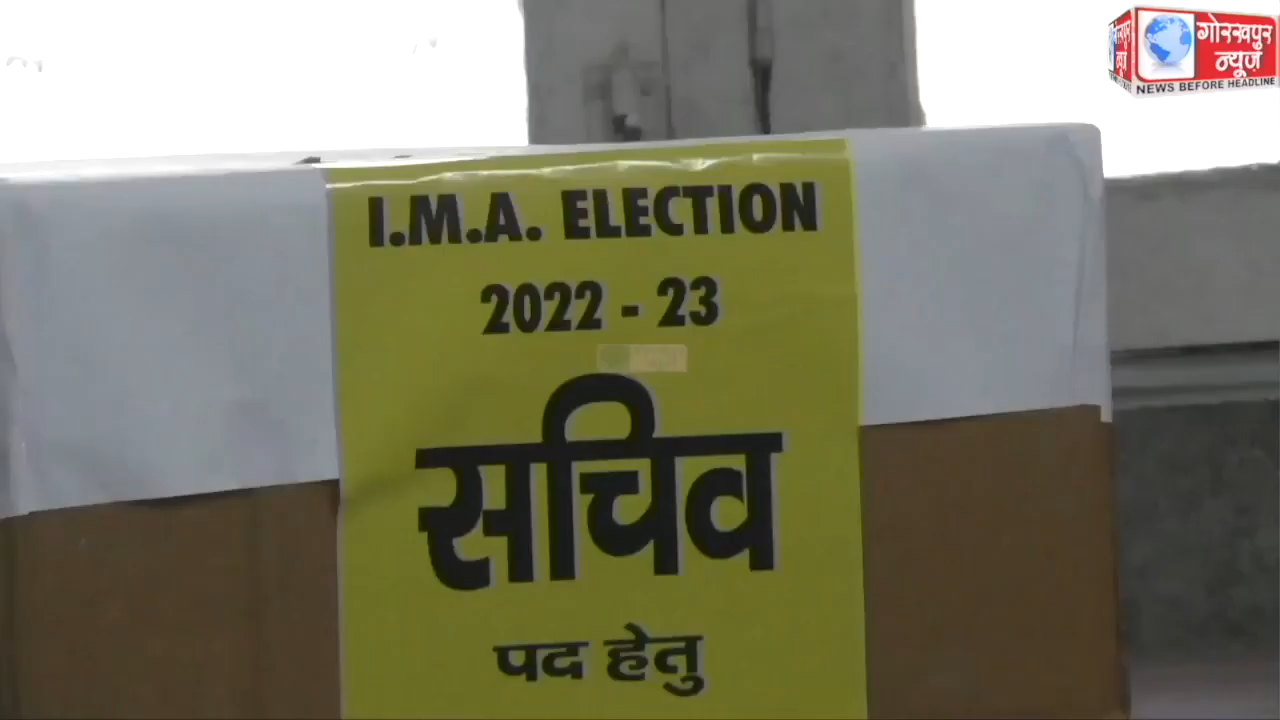 गोरखपुर
न्यूज़
NEWS BEFORE HEADLINE
I.M.A. ELECTION
2022 - 23
सचिव
पद हेतु